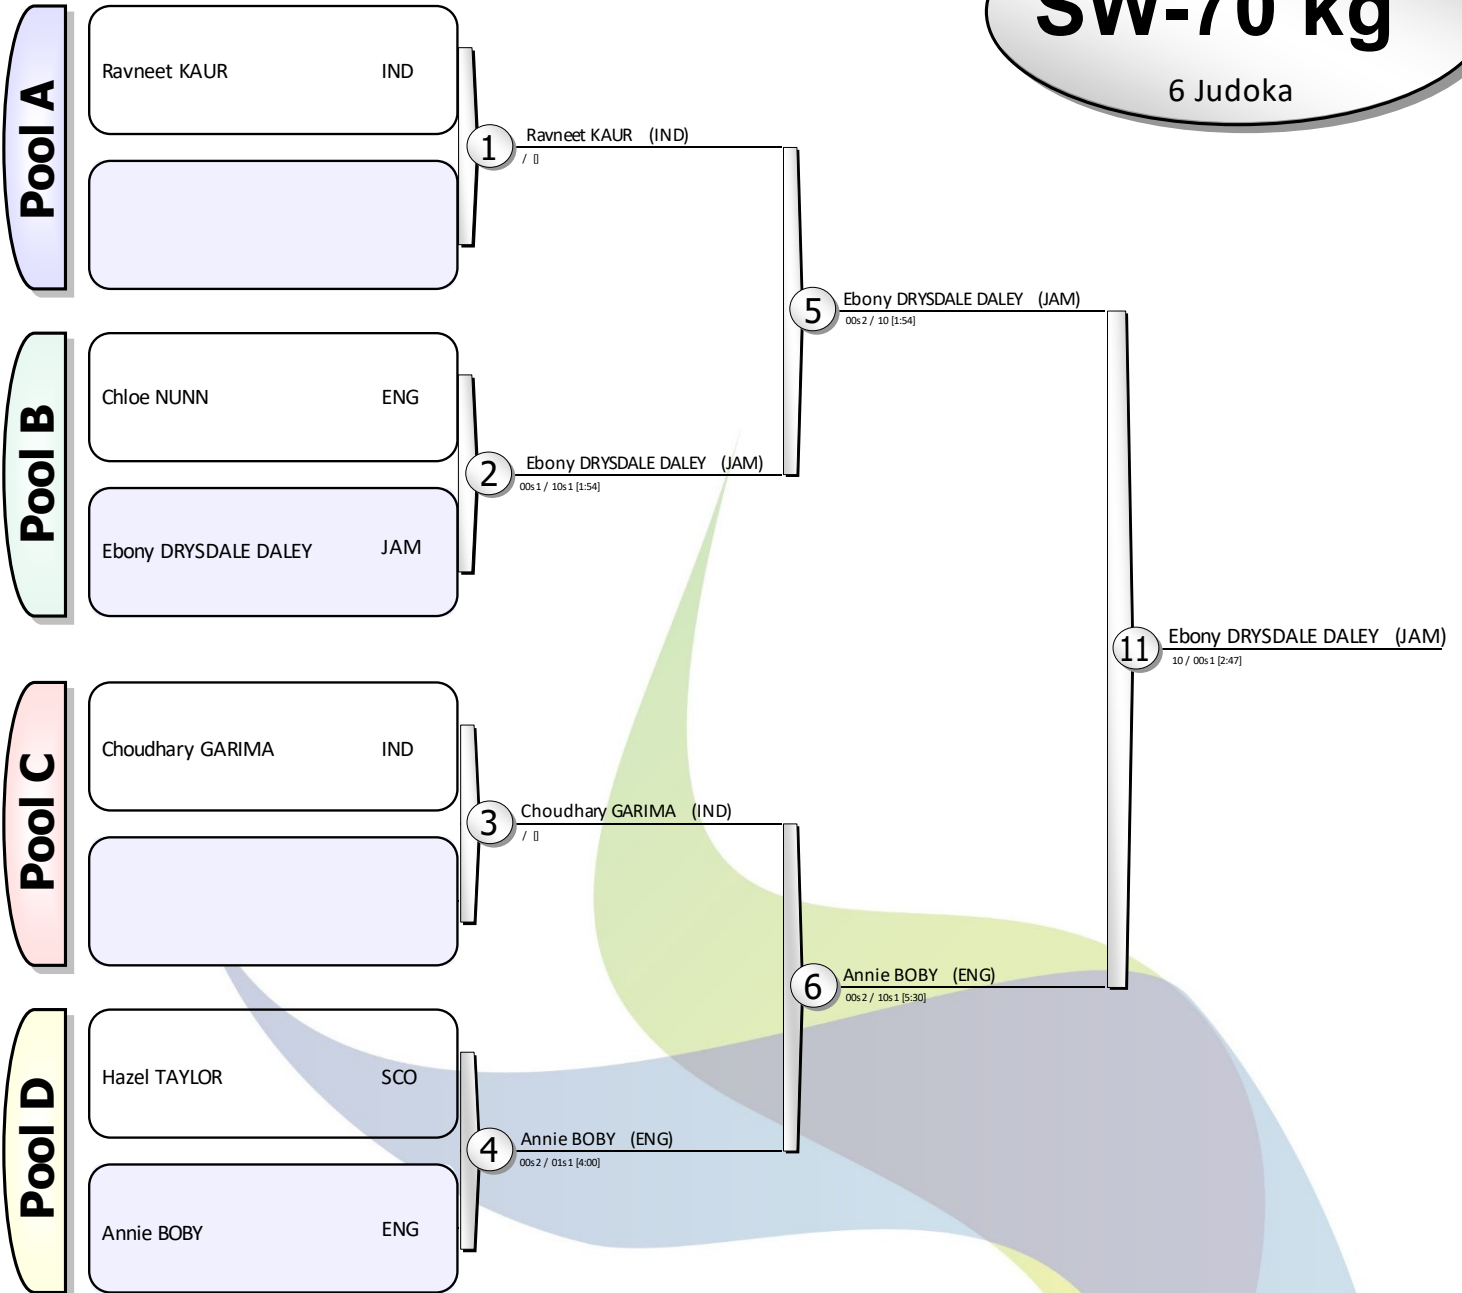 SW-70 kg
6 Judoka
Pool A
Ravneet KAUR IND
1
Ravneet KAUR (IND)
/ []
5
Ebony DRYSDALE DALEY (JAM)
00s2 / 10 [1:54]
Pool B
Chloe NUNN ENG
2
Ebony DRYSDALE DALEY (JAM)
00s1 / 10s1 [1:54]
Ebony DRYSDALE DALEY JAM
11
Ebony DRYSDALE DALEY (JAM)
10 / 00s1 [2:47]
Pool C
Choudhary GARIMA IND
3
Choudhary GARIMA (IND)
/ []
6
Annie BOBY (ENG)
00s2 / 10s1 [5:30]
Pool D
Hazel TAYLOR SCO
4
Annie BOBY (ENG)
00s2 / 01s1 [4:00]
Annie BOBY ENG